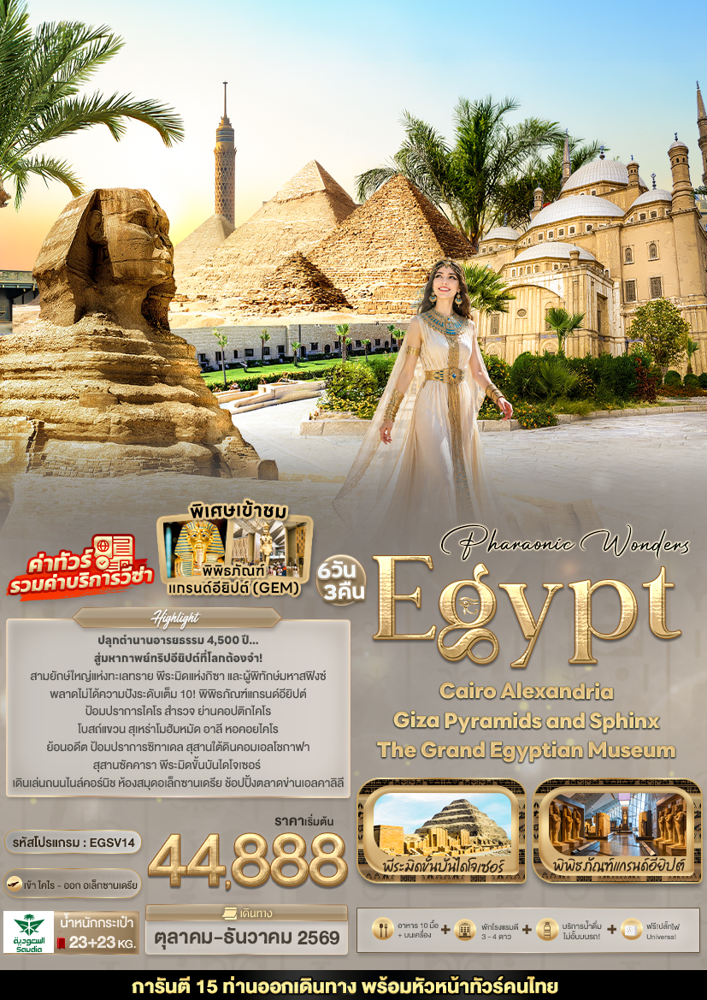 พิเศษเข้าชม
พิพิธภัณฑ์
แกรนด์อียิปต์ (GEM)
ค่าทัวร์
รวมค่าบริการวีซ่า
6วัน
3คืน
Pharaonic Wonders
Egypt
Cairo Alexandria
Giza Pyramids and Sphinx
The Grand Egyptian Museum
Highlight
ปลุกตำนานอารยธรรม 4,500 ปี...
สู่มหากาพย์ทริปอียิปต์ที่โลกต้องจำ!
สามยักษ์ใหญ่แห่งทะเลทราย พีระมิดแห่งกีซา และผู้พิทักษ์มหาสฟิงซ์
พลาดไม่ได้ความปังระดับเต็ม 10! พิพิธภัณฑ์แกรนด์อียิปต์
ป้อมปราการไคโร สำรวจ ย่านคอปติกไคโร
โบสถ์แขวน สุเหร่าโมฮัมหมัด อาลี หอคอยไคโร
ย้อนอดีต ป้อมปราการซิทาเดล สุสานใต้ดินคอมเอลโชกาฟา
สุสานซัคคารา พีระมิดขั้นบันไดโจเซอร์
เดินเล่นถนนไนล์คอร์นิช ห้องสมุดอเล็กซานเดรีย ช้อปปิ้งตลาดข่านเอลคาลิลี
พีระมิดขั้นบันไดโจเซอร์
พิพิธภัณฑ์แกรนด์อียิปต์
รหัสโปรแกรม : EGSV14
ราคาเริ่มต้น
44,888
เข้า ไคโร - ออก อเล็กซานเดรีย
السعودية
Saudia
น้ำหนักกระเป๋า
23+23 KG.
เดินทาง
ตุลาคม-ธันวาคม 2569
อาหาร 10 มื้อ
+ บนเครื่อง
+
พักโรงแรมดี
3 - 4 ดาว
+
บริการน้ำดื่ม
ไม่อั้นบนรถ!
+
ฟรี!ปลั๊กไฟ
Universal
การันตี 15 ท่านออกเดินทาง พร้อมหัวหน้าทัวร์คนไทย